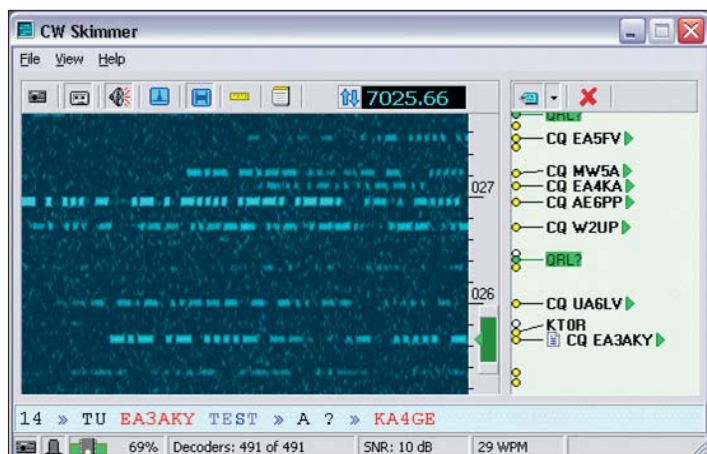 CW Skimmer
File View Help
7025.66
QRL?
CQ EA5FV
CQ MW5A
027
CQ EA4KA
CQ AE6PP
CQ W2UP
QRL?
026
CQ UA6LV
KT0R
CQ EA3AKY
14 » TU EA3AKY TEST » A ? » KA4GE
69% Decoders: 491 of 491 SNR: 10 dB 29 WPM